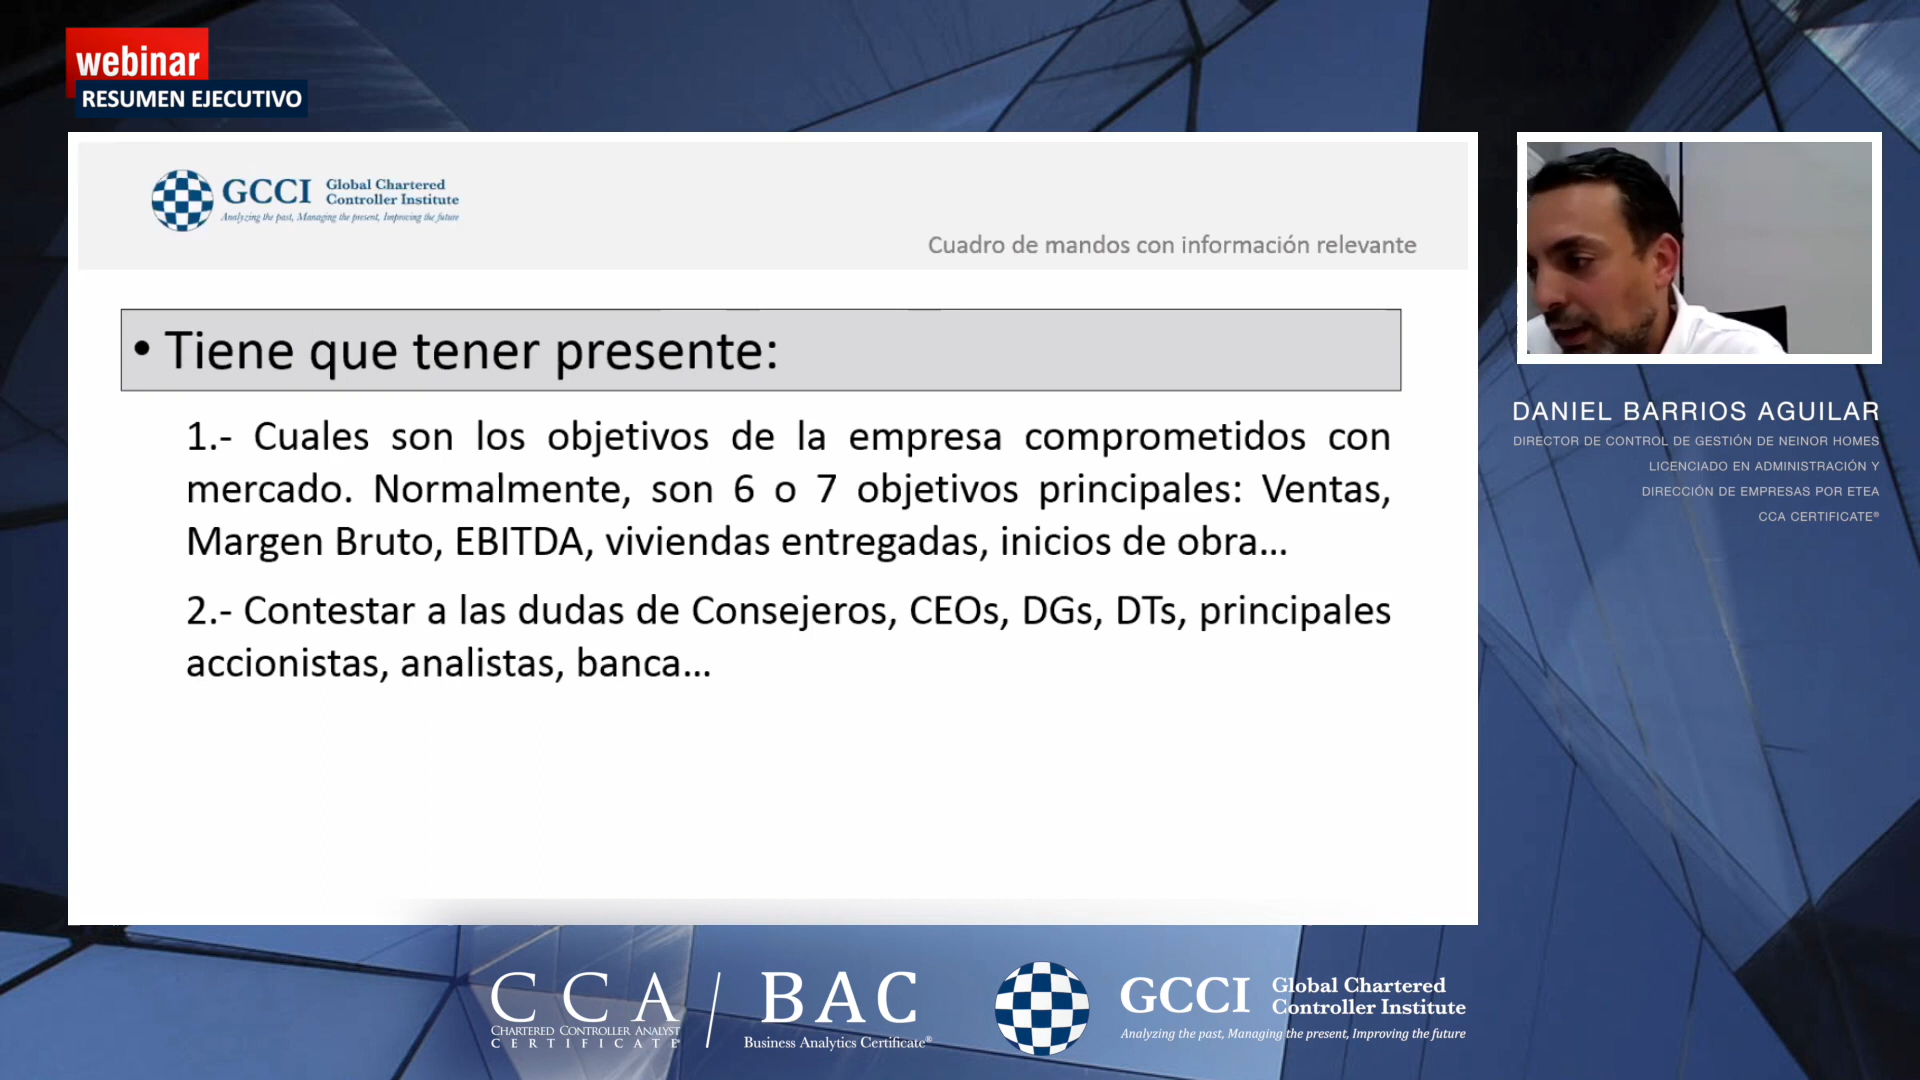 webinar
RESUMEN EJECUTIVO
GCCI Global Chartered
Controller Institute
Analyzing the past, Managing the present, Improving the future
Cuadro de mandos con información relevante
• Tiene que tener presente:
1.- Cuales son los objetivos de la empresa comprometidos con
mercado. Normalmente, son 6 o 7 objetivos principales: Ventas,
Margen Bruto, EBITDA, viviendas entregadas, inicios de obra...
2.- Contestar a las dudas de Consejeros, CEOs, DGs, DTs, principales
accionistas, analistas, banca...
DANIEL BARRIOS AGUILAR
DIRECTOR DE CONTROL DE GESTIÓN DE NEINOR HOMES
LICENCIADO EN ADMINISTRACIÓN Y
DIRECCIÓN DE EMPRESAS POR ETEA
CCA CERTIFICATE®
CCA / BAC
CHARTERED CONTROLLER ANALYST
CERTIFICATE®
Business Analytics Certificate®
GCCI Global Chartered
Controller Institute
Analyzing the past, Managing the present, Improving the future